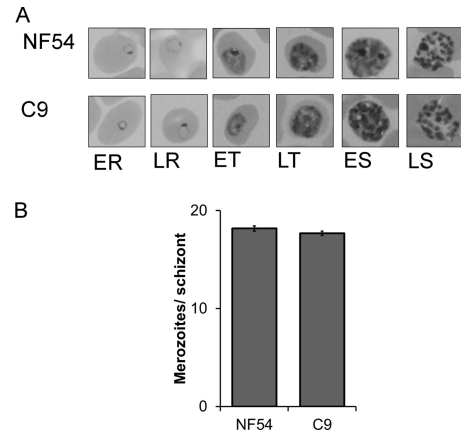 A
NF54
C9
ER LR ET LT ES LS
B
20
10
0
Merozoites/ schizont
NF54 C9